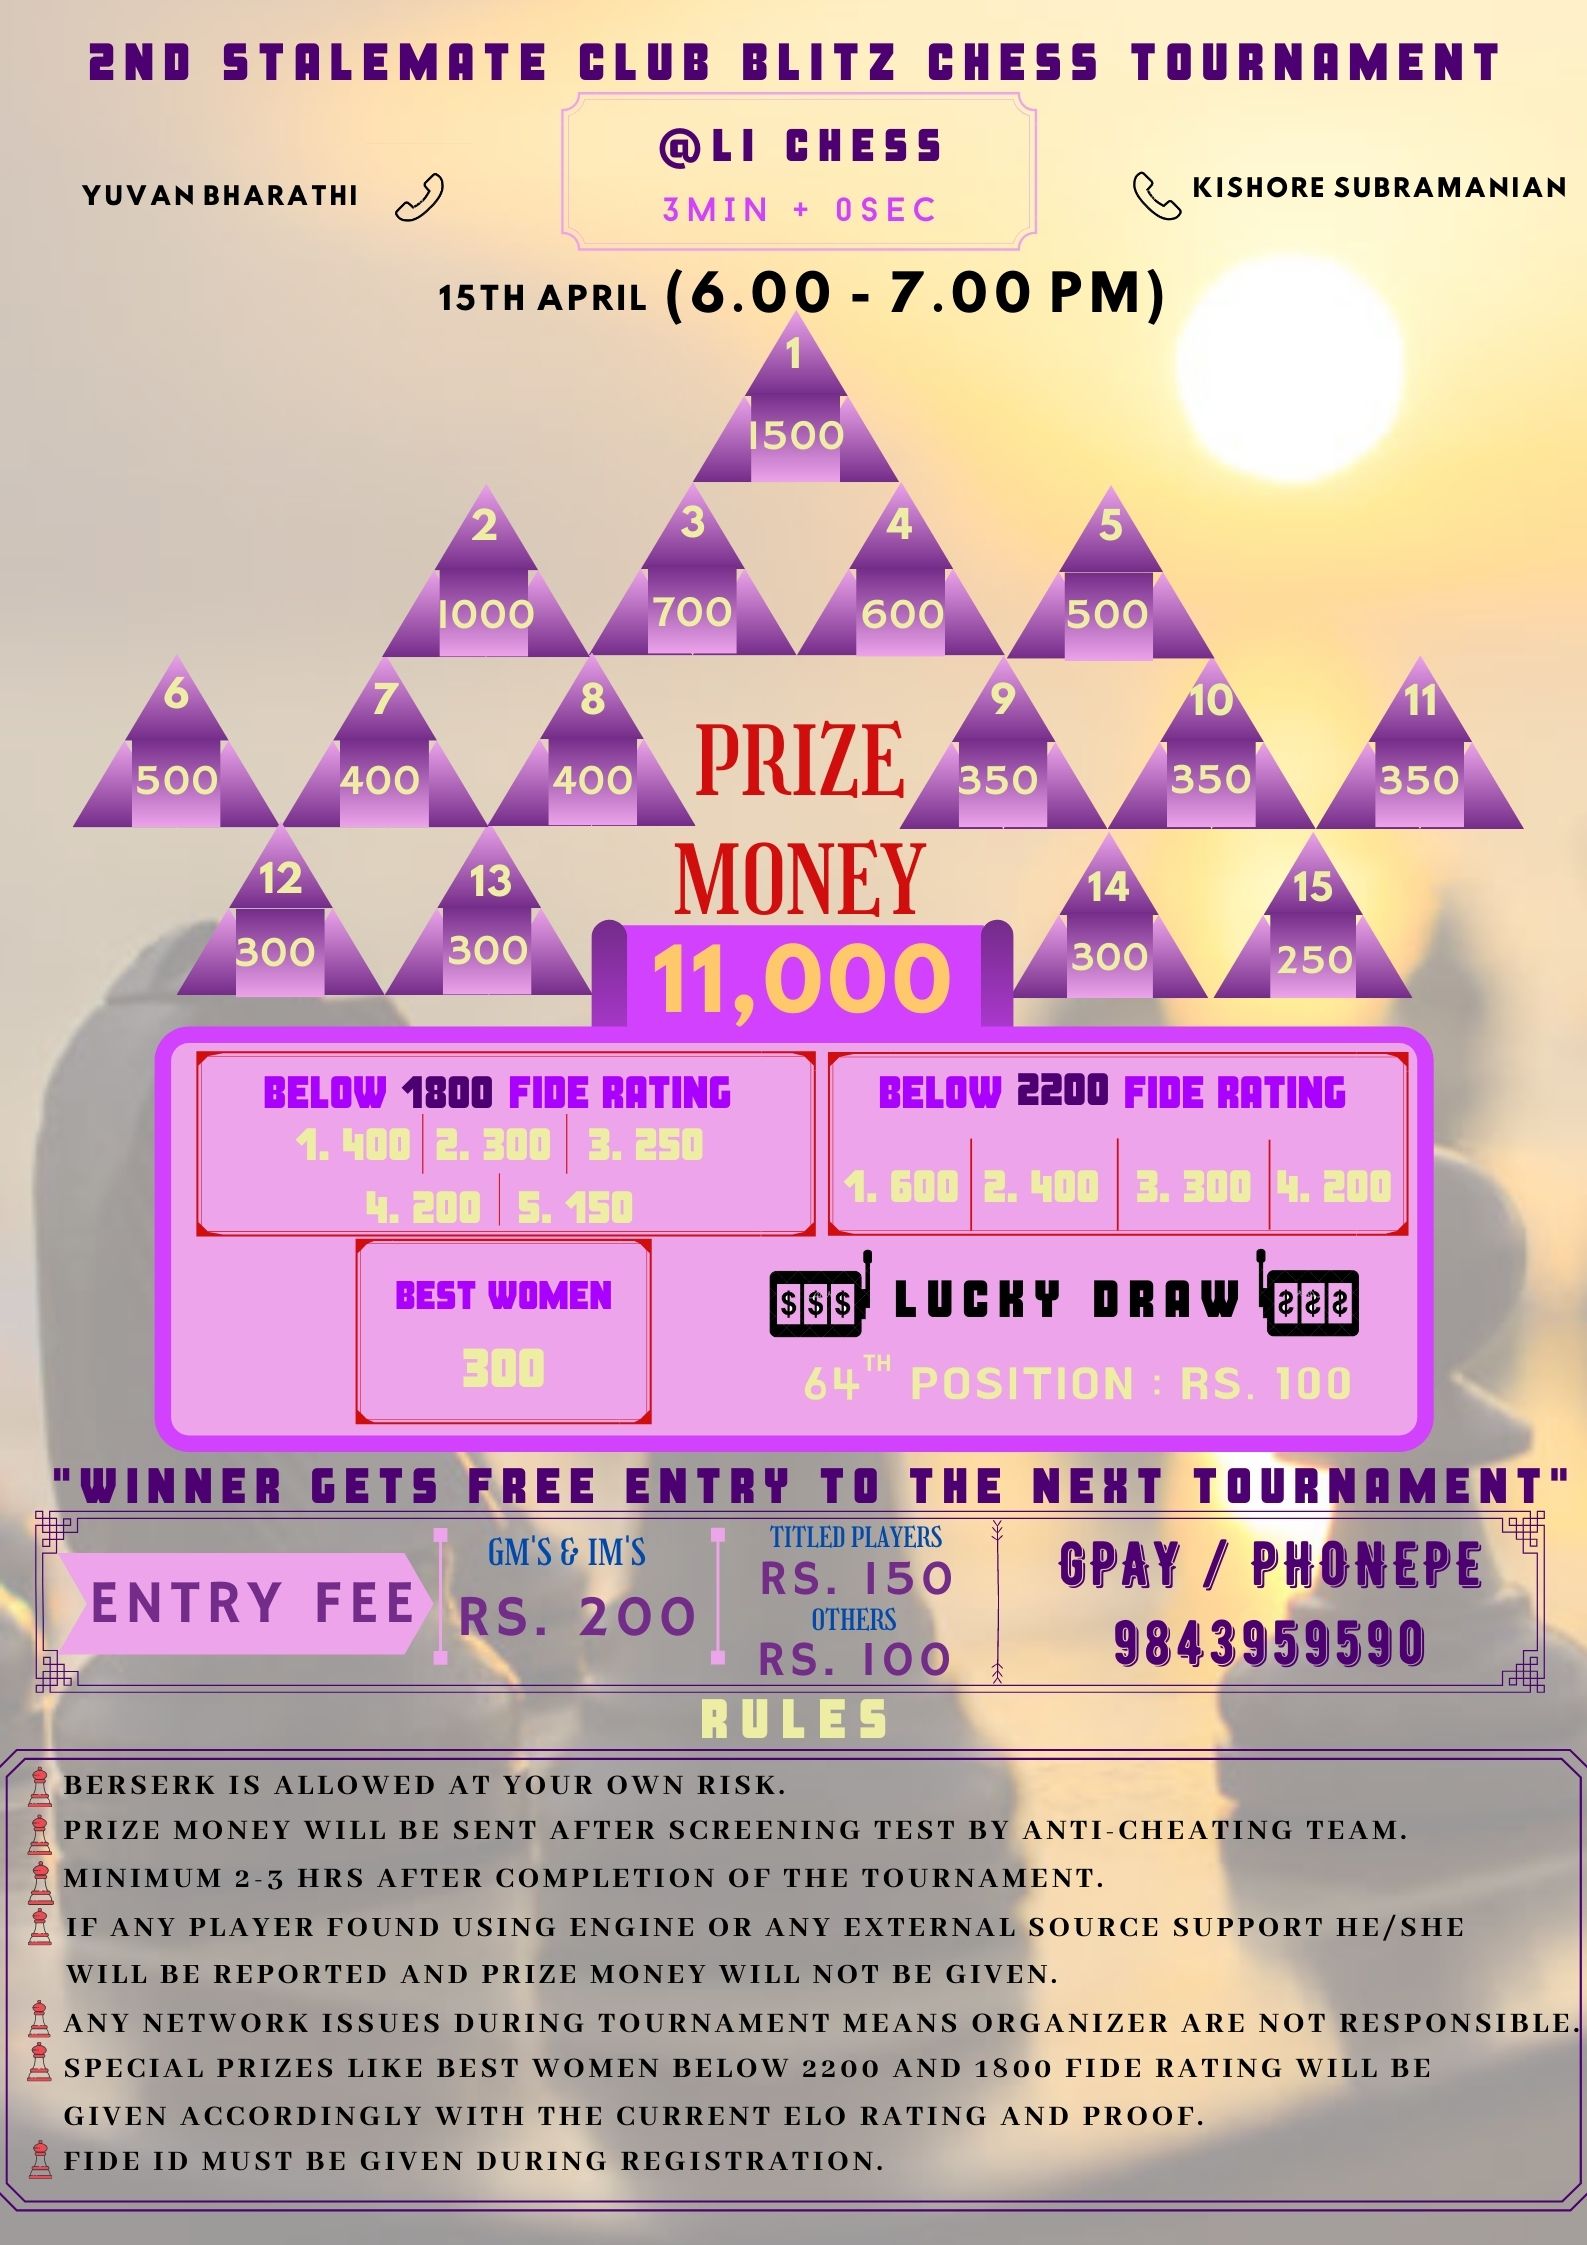 2ND STALEMATE CLUB BLITZ CHESS TOURNAMENT
@LI CHESS
3MIN + 0SEC
YUVAN BHARATHI
KISHORE SUBRAMANIAN
15TH APRIL (6.00 - 7.00 PM)
1
1500
2 3 4 5
1000 700 600 500
6 7 8 9 10 11
500 400 400 350 350 350
PRIZE
MONEY
12 13 14 15
300 300 300 250
11,000
BELOW 1800 FIDE RATING
1. 400 2. 300 3. 250
4. 200 5. 150
BELOW 2200 FIDE RATING
1. 600 2. 400 3. 300 4. 200
BEST WOMEN
300
$$$ LUCKY DRAW $$$
64TH POSITION : RS. 100
"WINNER GETS FREE ENTRY TO THE NEXT TOURNAMENT"
ENTRY FEE
GM'S & IM'S
RS. 200
TITLED PLAYERS
RS. 150
OTHERS
RS. 100
GPAY / PHONEPE
9843959590
RULES
BERSERK IS ALLOWED AT YOUR OWN RISK.
PRIZE MONEY WILL BE SENT AFTER SCREENING TEST BY ANTI-CHEATING TEAM.
MINIMUM 2-3 HRS AFTER COMPLETION OF THE TOURNAMENT.
IF ANY PLAYER FOUND USING ENGINE OR ANY EXTERNAL SOURCE SUPPORT HE/SHE
WILL BE REPORTED AND PRIZE MONEY WILL NOT BE GIVEN.
ANY NETWORK ISSUES DURING TOURNAMENT MEANS ORGANIZER ARE NOT RESPONSIBLE.
SPECIAL PRIZES LIKE BEST WOMEN BELOW 2200 AND 1800 FIDE RATING WILL BE
GIVEN ACCORDINGLY WITH THE CURRENT ELO RATING AND PROOF.
FIDE ID MUST BE GIVEN DURING REGISTRATION.